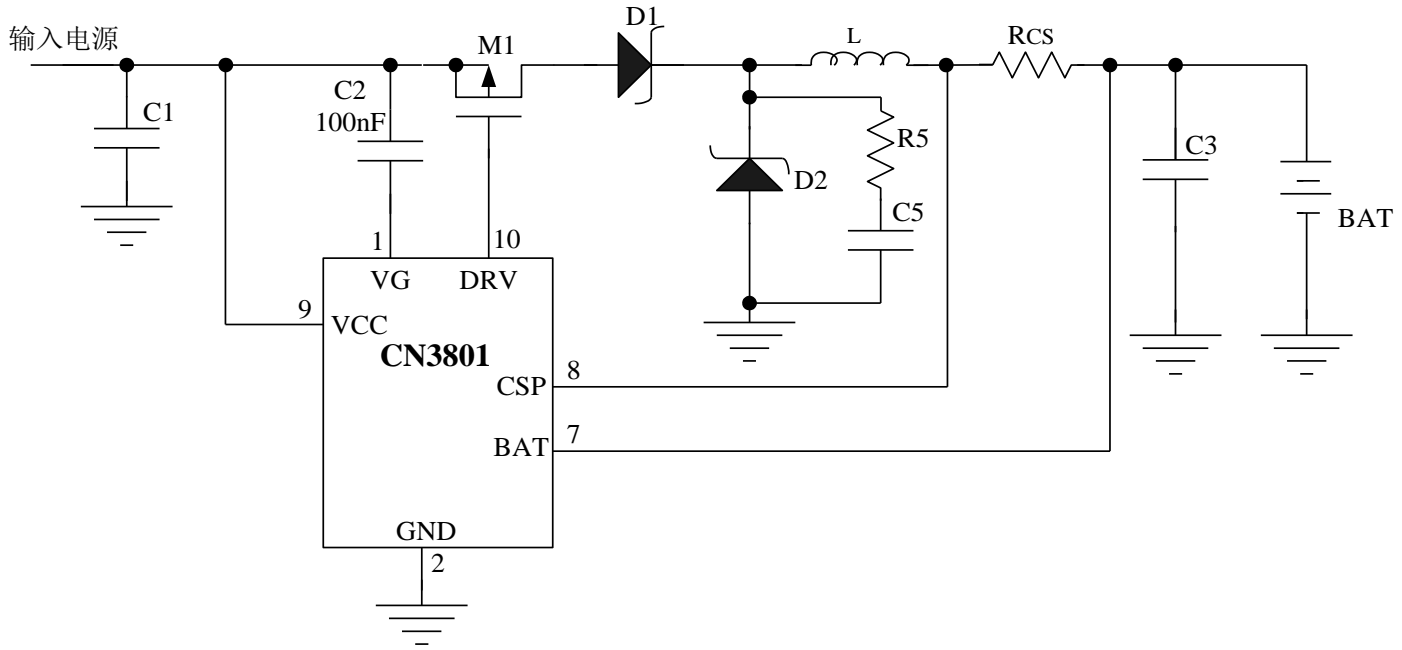 输入电源
D1
L
RCS
M1
C2
100nF
C1
R5
C3
D2
C5
BAT
1
10
VG
DRV
9
VCC
CN3801
CSP
8
BAT
7
GND
2